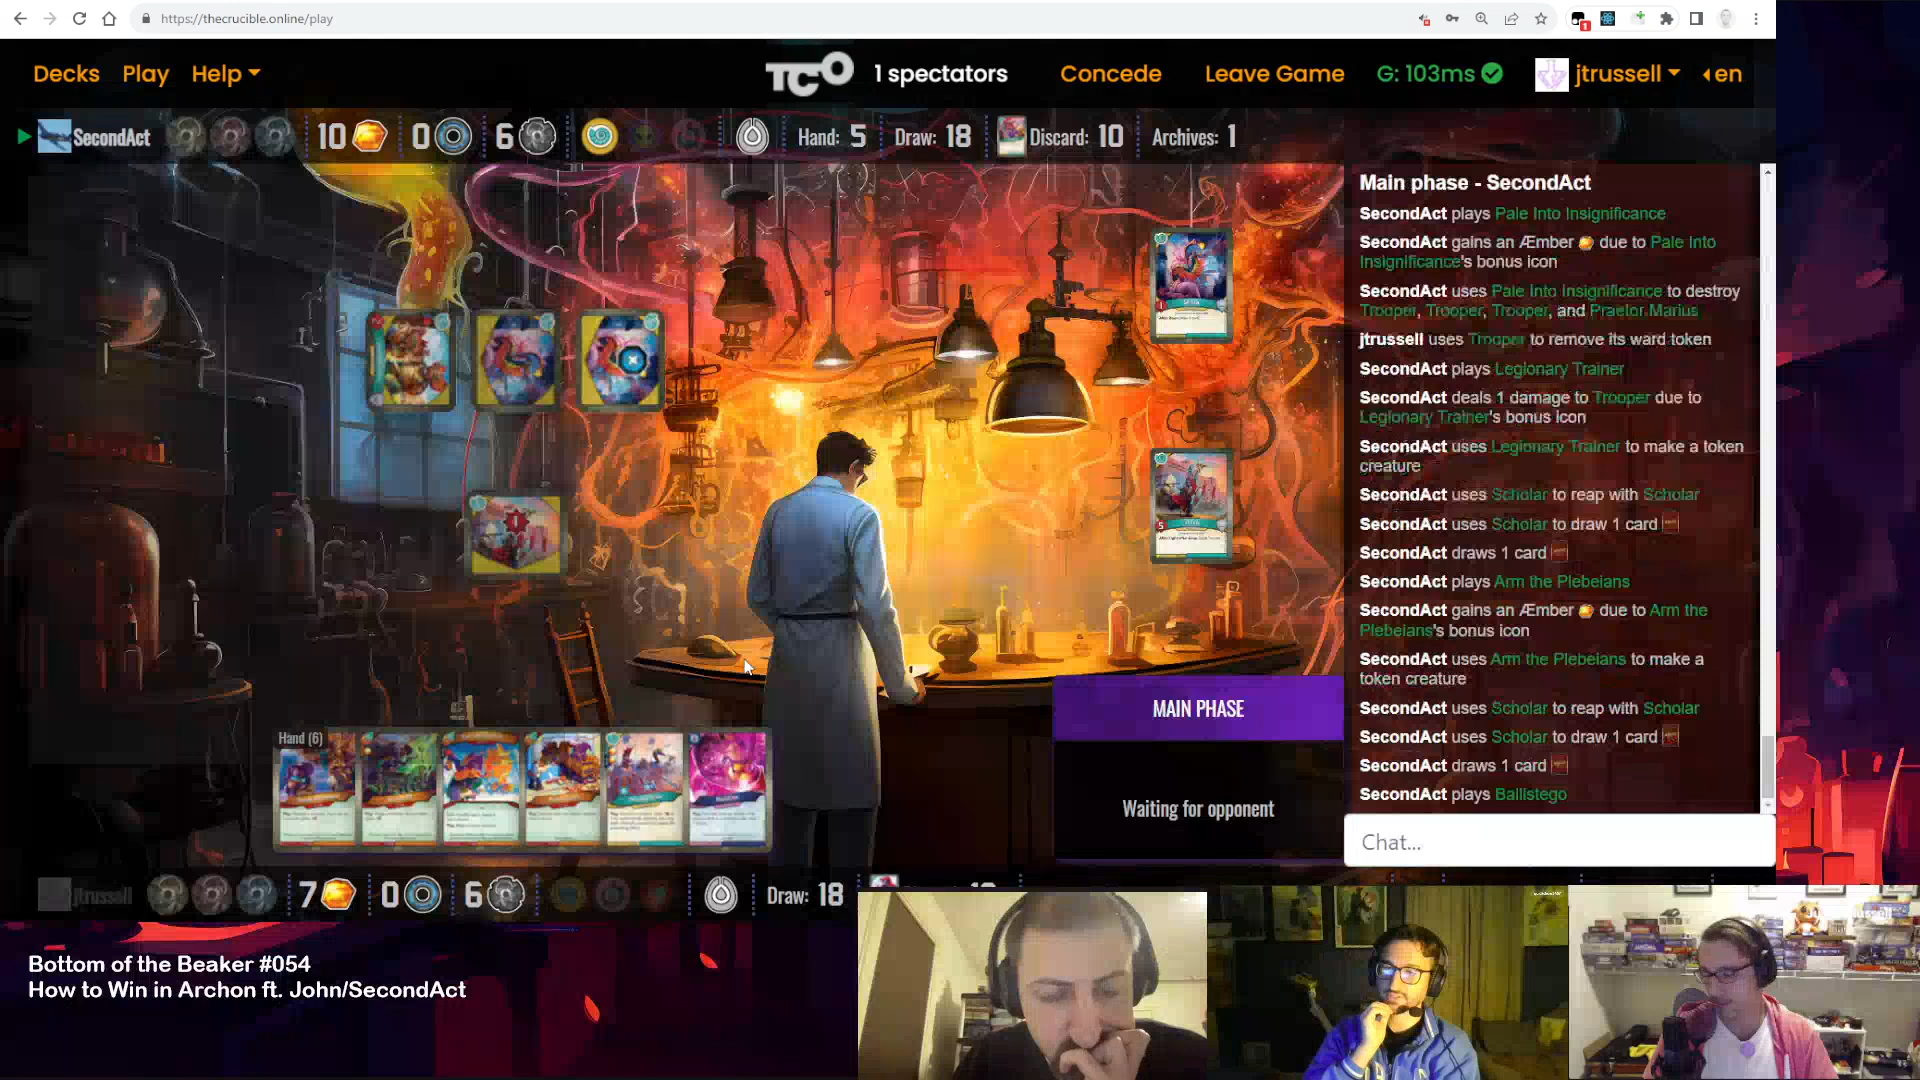 https://thecrucible.online/play
Decks Play Help
TCO 1 spectators Concede Leave Game G: 103ms jtrussell en
SecondAct 10 0 6 Hand: 5 Draw: 18 Discard: 10 Archives: 1
Main phase - SecondAct
SecondAct plays Pale Into Insignificance
SecondAct gains an Æmber due to Pale Into
Insignificance's bonus icon
SecondAct uses Pale Into Insignificance to destroy
Trooper, Trooper, Trooper, and Praetor Marius
jtrussell uses Trooper to remove its ward token
SecondAct plays Legionary Trainer
SecondAct deals 1 damage to Trooper due to
Legionary Trainer's bonus icon
SecondAct uses Legionary Trainer to make a token
creature
SecondAct uses Scholar to reap with Scholar
SecondAct uses Scholar to draw 1 card
SecondAct draws 1 card
SecondAct plays Arm the Plebeians
SecondAct gains an Æmber due to Arm the
Plebeians's bonus icon
SecondAct uses Arm the Plebeians to make a
token creature
SecondAct uses Scholar to reap with Scholar
SecondAct uses Scholar to draw 1 card
SecondAct draws 1 card
SecondAct plays Ballistego
MAIN PHASE
Waiting for opponent
Chat...
Hand (6)
jtrussell 7 0 6 Draw: 18
Bottom of the Beaker #054
How to Win in Archon ft. John/SecondAct